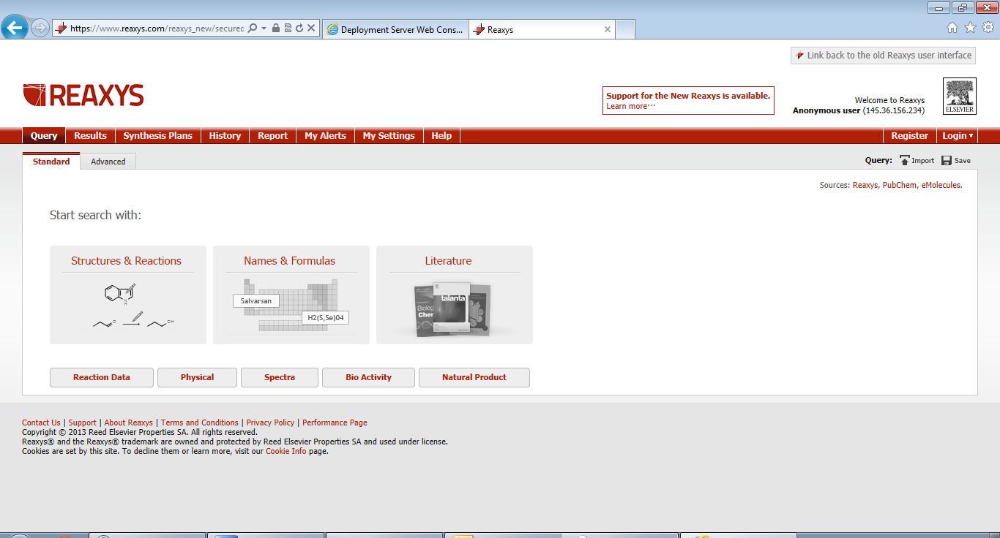 https://www.reaxys.com/reaxys_new/secured
Deployment Server Web Cons...
Reaxys
Link back to the old Reaxys user interface
REAXYS
Support for the New Reaxys is available.
Learn more...
Welcome to Reaxys
Anonymous user (145.36.156.234)
ELSEVIER
Query Results Synthesis Plans History Report My Alerts My Settings Help Register Login
Standard Advanced Query: Import Save
Sources: Reaxys, PubChem, eMolecules.
Start search with:
Structures & Reactions Names & Formulas Literature
N
H
O
OH
Salvarsan
H2(S,Se)O4
talanta
Biolog
Chem
Reaction Data Physical Spectra Bio Activity Natural Product
Contact Us | Support | About Reaxys | Terms and Conditions | Privacy Policy | Performance Page
Copyright © 2013 Reed Elsevier Properties SA. All rights reserved.
Reaxys® and the Reaxys® trademark are owned and protected by Reed Elsevier Properties SA and used under license.
Cookies are set by this site. To decline them or learn more, visit our Cookie Info page.